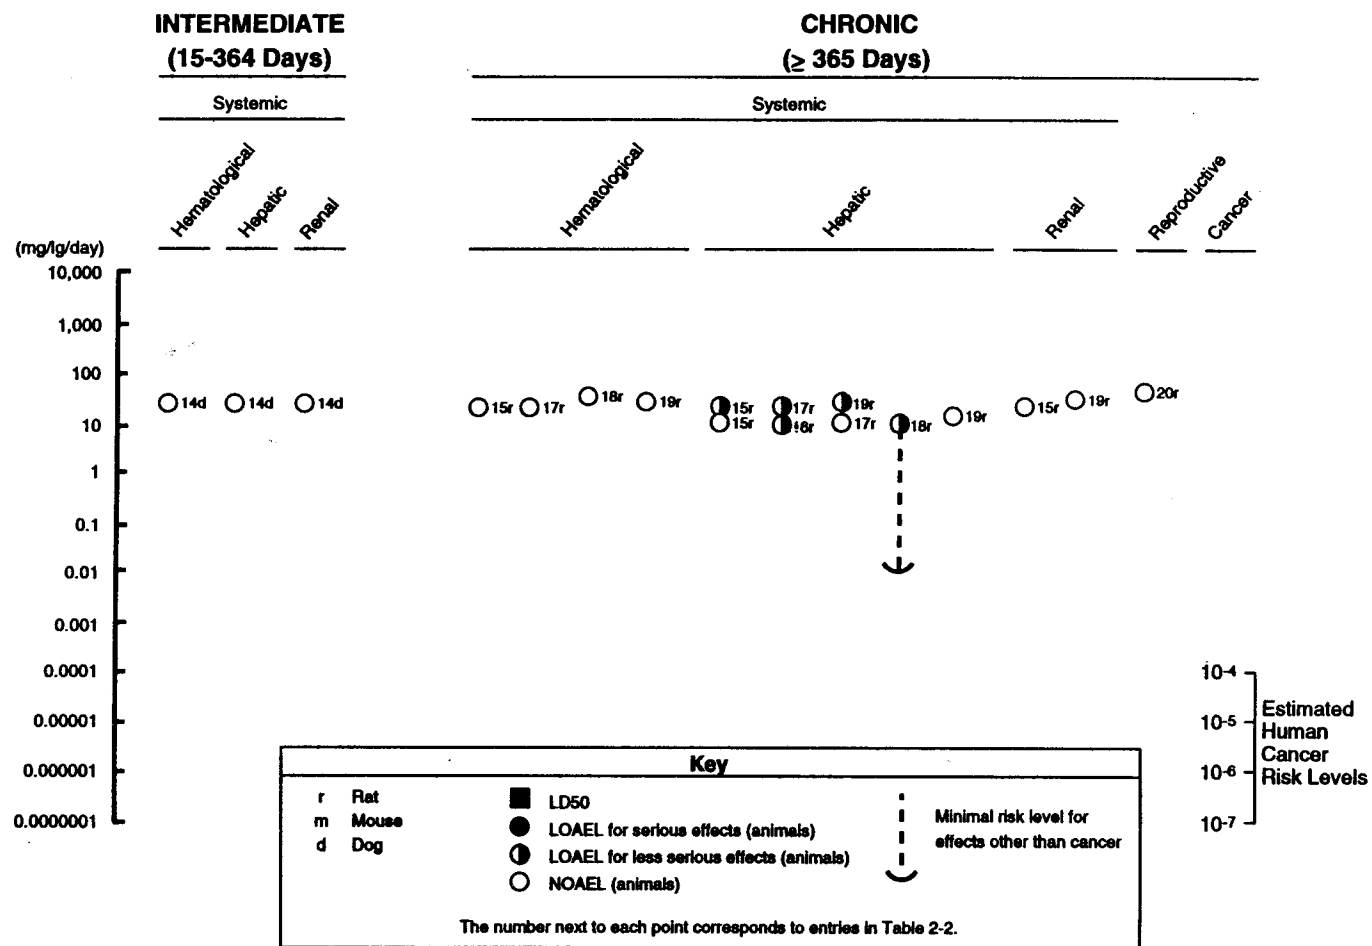 INTERMEDIATE
(15-364 Days)
CHRONIC
(≥ 365 Days)
Systemic
Systemic
Hematological
Hepatic
Renal
Hematological
Hepatic
Renal
Reproductive
Cancer
(mg/lg/day)
10,000
1,000
100
10
1
0.1
0.01
0.001
0.0001
0.00001
0.000001
0.0000001
14d
14d
14d
15r
17r
18r
19r
15r
17r
19r
15r
16r
17r
18r
19r
15r
19r
20r
10-4
10-5
10-6
10-7
Estimated
Human
Cancer
Risk Levels
Key
r Rat
m Mouse
d Dog
LD50
LOAEL for serious effects (animals)
LOAEL for less serious effects (animals)
NOAEL (animals)
Minimal risk level for
effects other than cancer
The number next to each point corresponds to entries in Table 2-2.